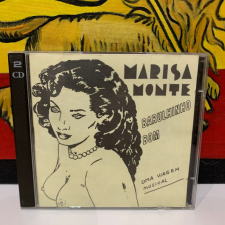 2
CD
MARISA
MONTE
BARULHINHO
BOM
UMA VIAGEM
MUSICAL